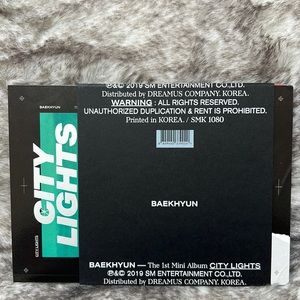 ℗&© 2019 SM ENTERTAINMENT CO.,LTD.
Distributed by DREAMUS COMPANY. KOREA.
WARNING : ALL RIGHTS RESERVED.
UNAUTHORIZED DUPLICATION & RENT IS PROHIBITED.
Printed in KOREA. / SMK 1080
BAEKHYUN
CITY
LIGHTS
CITY LIGHTS
BAEKHYUN
BAEKHYUN — The 1st Mini Album CITY LIGHTS
℗&© 2019 SM ENTERTAINMENT CO.,LTD.
Distributed by DREAMUS COMPANY. KOREA.